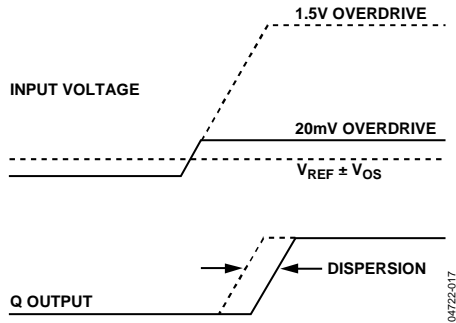 1.5V OVERDRIVE
INPUT VOLTAGE
20mV OVERDRIVE
VREF ± VOS
DISPERSION
Q OUTPUT
04722-017